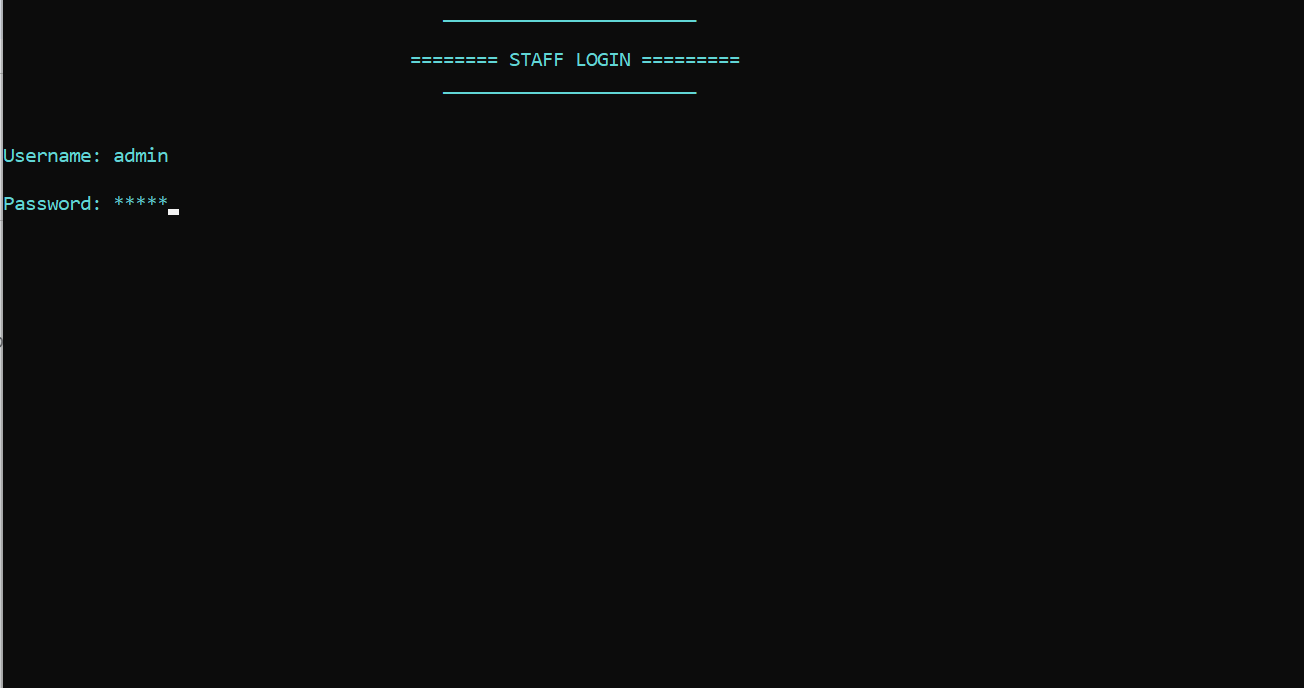 ======== STAFF LOGIN =========
Username: admin
Password: *****